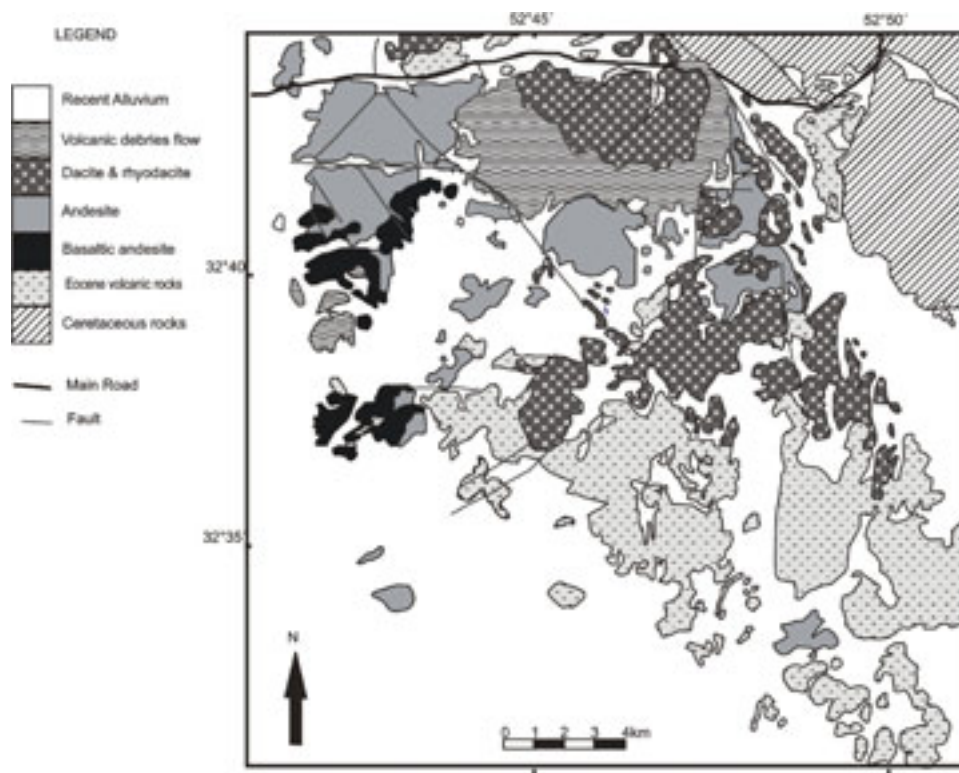 52°45´
52°50´
LEGEND
Recent Alluvium
Volcanic debries flow
Dacite & rhyodacite
Andesite
Basaltic andesite
Eocene volcanic rocks
Ceretaceous rocks
Main Road
Fault
32°40´
32°35´
N
0 1 2 3 4km